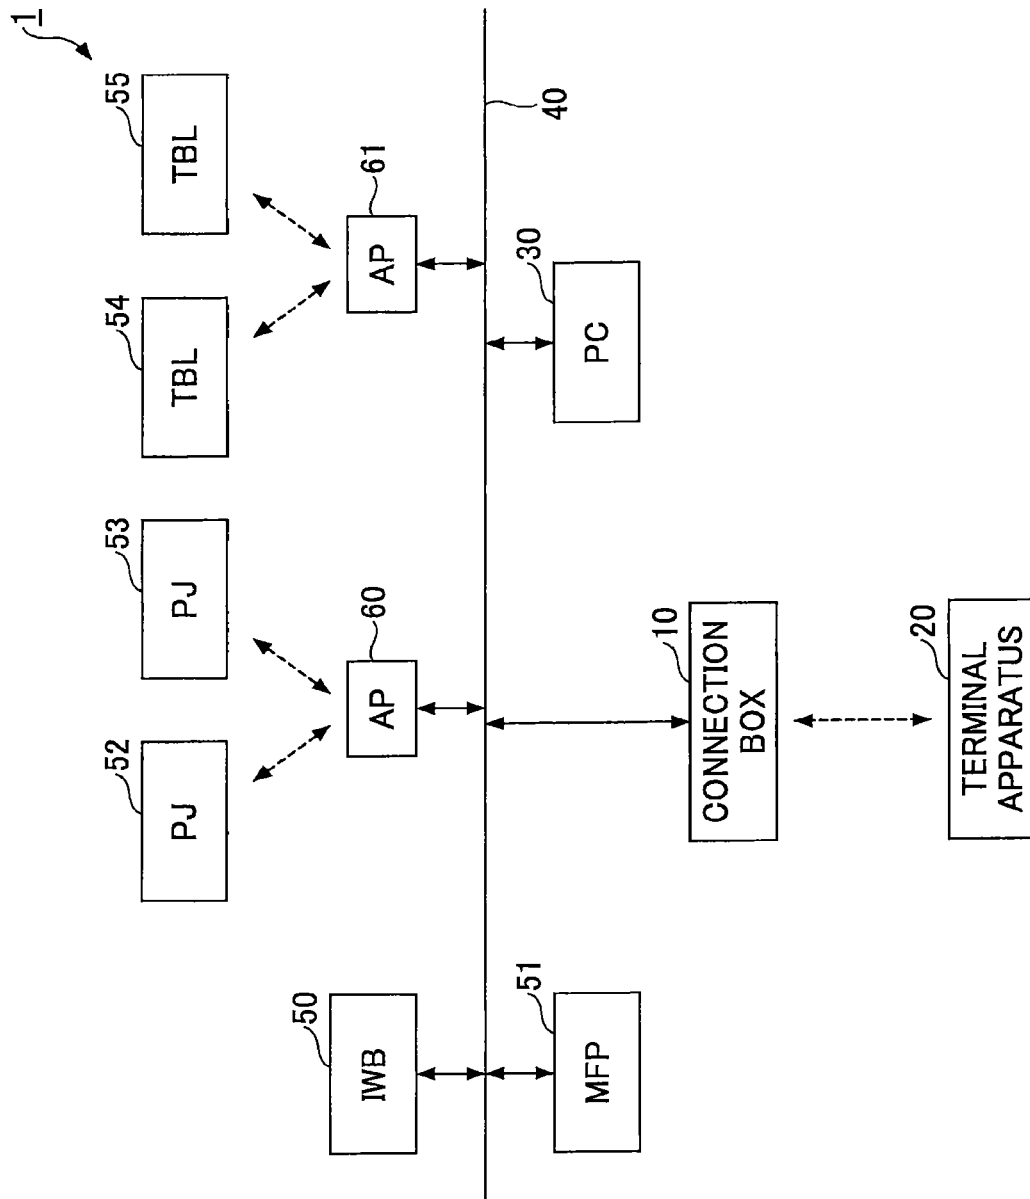 1
52
PJ
53
PJ
54
TBL
55
TBL
50
IWB
60
AP
61
AP
40
51
MFP
10
CONNECTION
BOX
30
PC
20
TERMINAL
APPARATUS